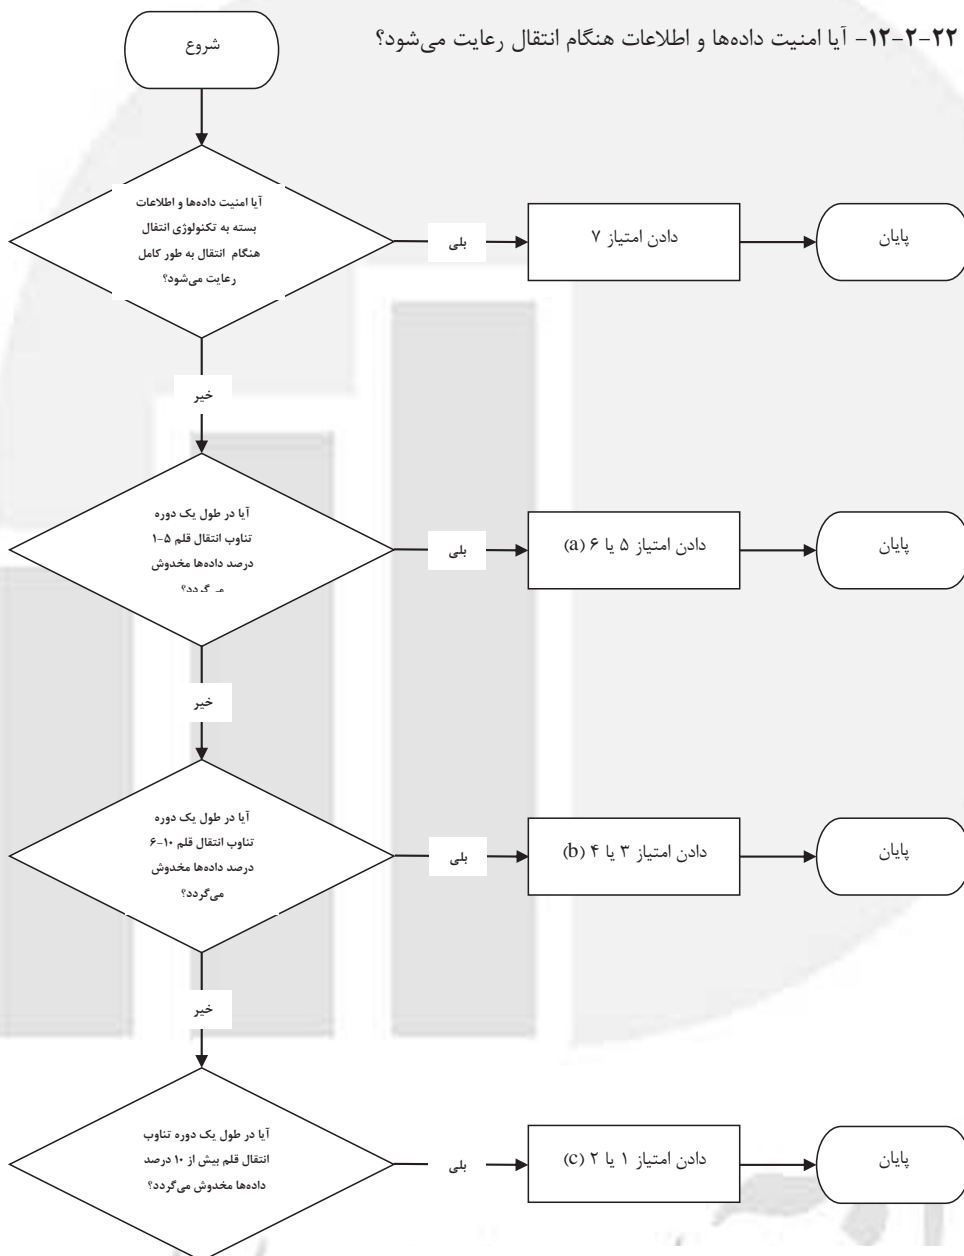 ۱۲-۲-۲۲- آیا امنیت داده‌ها و اطلاعات هنگام انتقال رعایت می‌شود؟
شروع
آیا امنیت داده‌ها و اطلاعات
بسته به تکنولوژی انتقال
هنگام انتقال به طور کامل
رعایت می‌شود؟
بلی
دادن امتیاز ۷
پایان
خیر
آیا در طول یک دوره
تناوب انتقال قلم ۵-۱
درصد داده‌ها مخدوش
می‌گردد؟
بلی
دادن امتیاز ۵ یا ۶ (a)
پایان
خیر
آیا در طول یک دوره
تناوب انتقال قلم ۱۰-۶
درصد داده‌ها مخدوش
می‌گردد؟
بلی
دادن امتیاز ۳ یا ۴ (b)
پایان
خیر
آیا در طول یک دوره تناوب
انتقال قلم بیش از ۱۰ درصد
داده‌ها مخدوش می‌گردد؟
بلی
دادن امتیاز ۱ یا ۲ (c)
پایان